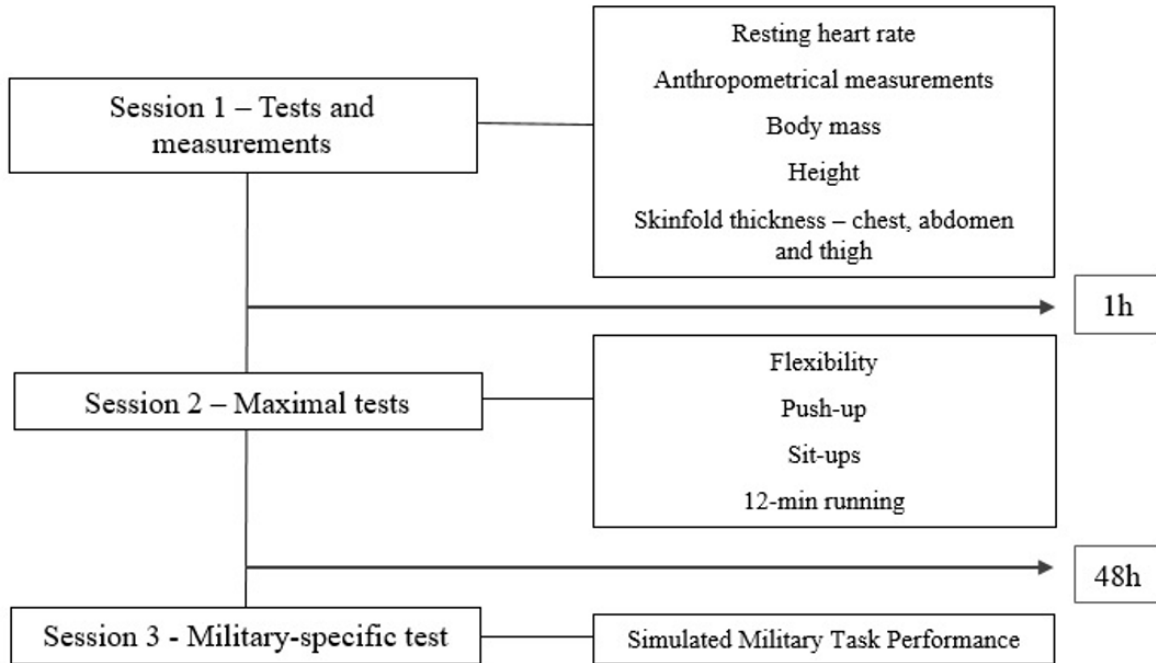 Session 1 – Tests and
measurements
Resting heart rate
Anthropometrical measurements
Body mass
Height
Skinfold thickness – chest, abdomen
and thigh
1h
Session 2 – Maximal tests
Flexibility
Push-up
Sit-ups
12-min running
48h
Session 3 - Military-specific test
Simulated Military Task Performance